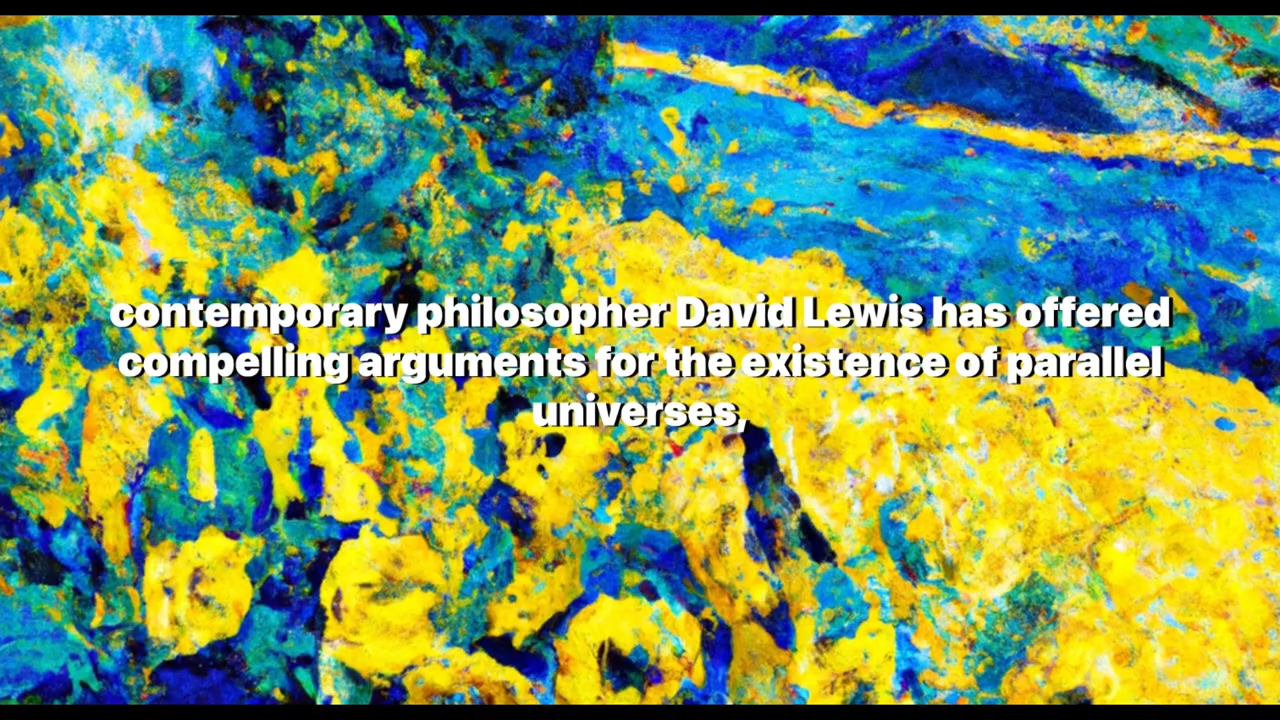 contemporary philosopher David Lewis has offered
compelling arguments for the existence of parallel
universes,